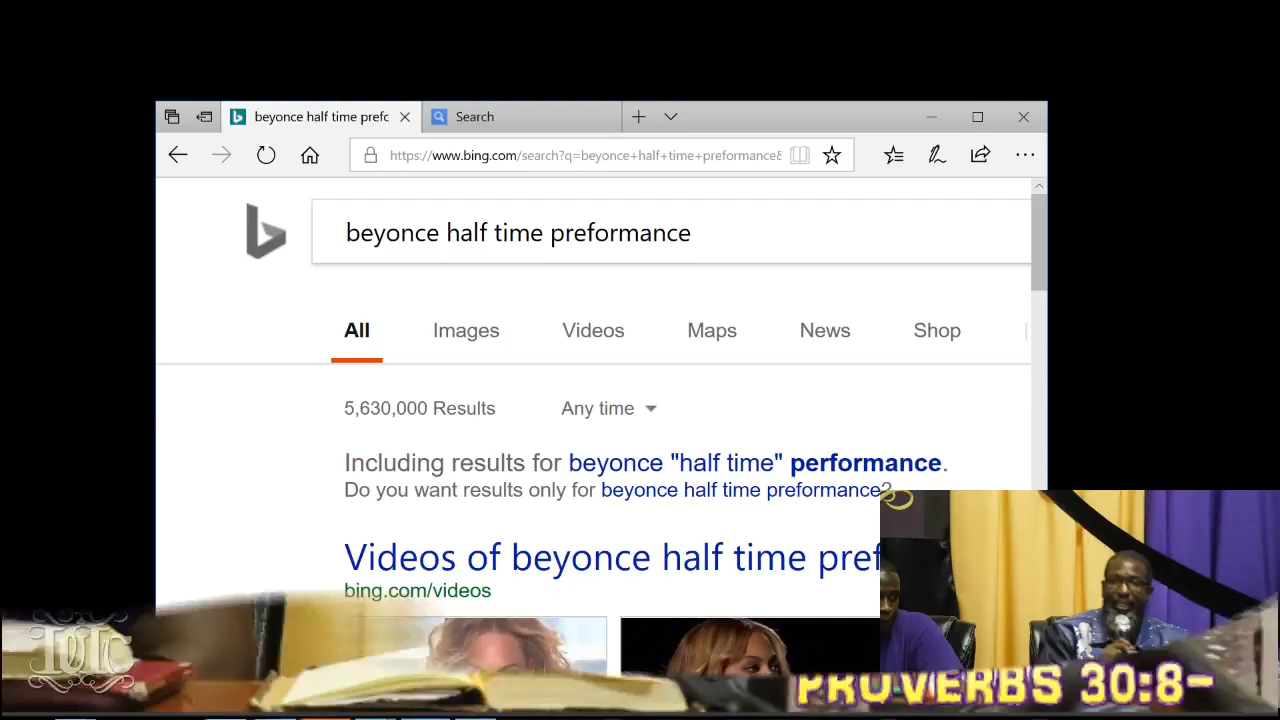 beyonce half time prefc
Search
https://www.bing.com/search?q=beyonce+half+time+preformance&
beyonce half time preformance
All Images Videos Maps News Shop
5,630,000 Results Any time
Including results for beyonce "half time" performance.
Do you want results only for beyonce half time preformance?
Videos of beyonce half time pref
bing.com/videos
IUIC
PROVERBS 30:8-